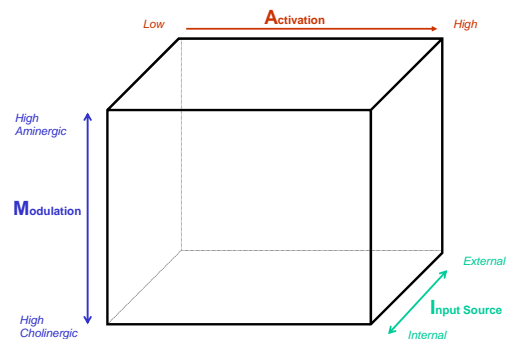 Activation
Low
High
High
Aminergic
Modulation
External
Input Source
High
Cholinergic
Internal